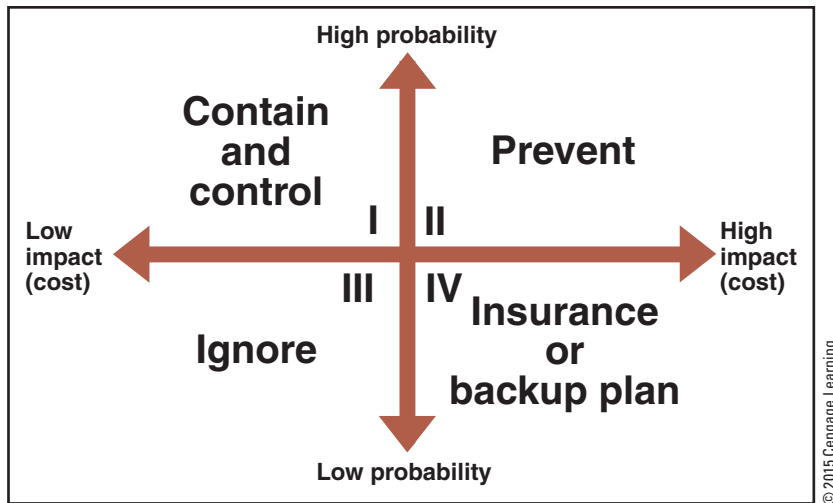 High probability
Contain
and
control
Prevent
I
II
Low
impact
(cost)
High
impact
(cost)
III
IV
Ignore
Insurance
or
backup plan
Low probability
© 2015 Cengage Learning